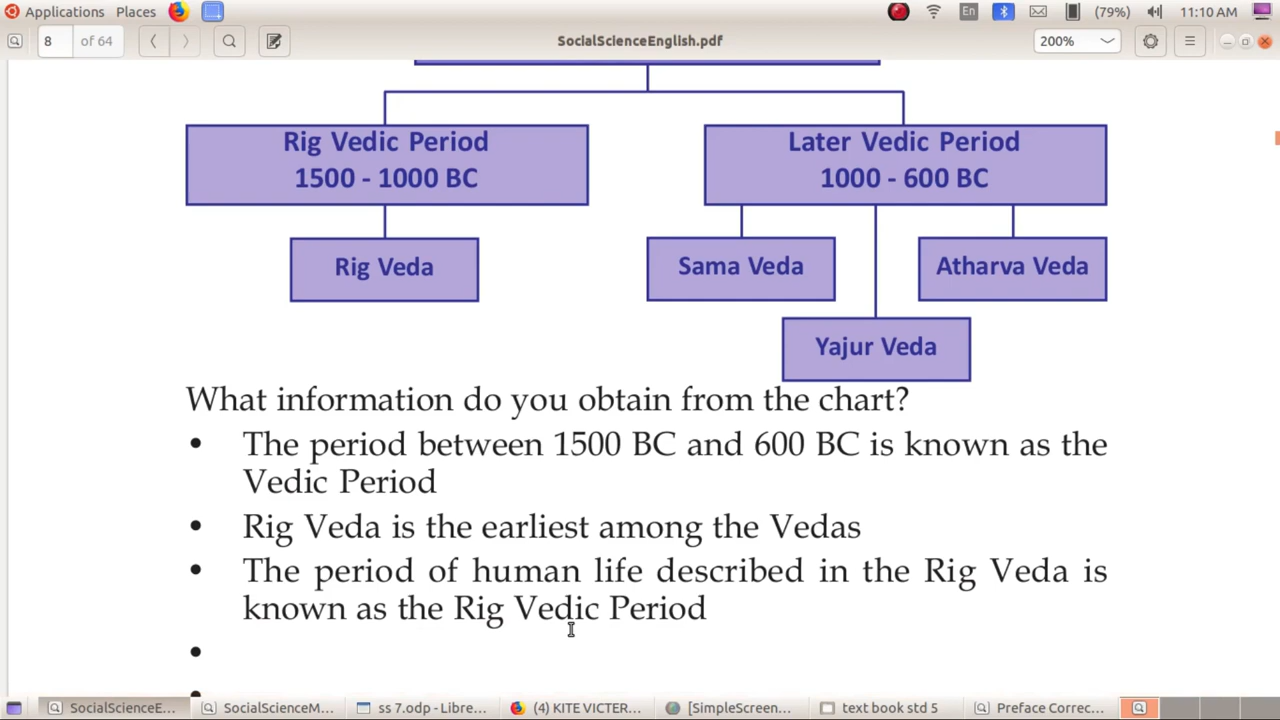 Applications Places En (79%) 11:10 AM
8 of 64 SocialScienceEnglish.pdf 200%
Rig Vedic Period
1500 - 1000 BC
Later Vedic Period
1000 - 600 BC
Rig Veda
Sama Veda
Atharva Veda
Yajur Veda
What information do you obtain from the chart?
• The period between 1500 BC and 600 BC is known as the
Vedic Period
• Rig Veda is the earliest among the Vedas
• The period of human life described in the Rig Veda is
known as the Rig Vedic Period
•
•
SocialScienceE... SocialScienceM... ss 7.odp - Libre... (4) KITE VICTER... [SimpleScreen... text book std 5 Preface Correc...